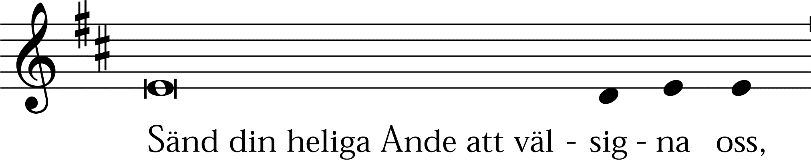 Sänd din heliga Ande att väl - sig - na oss,